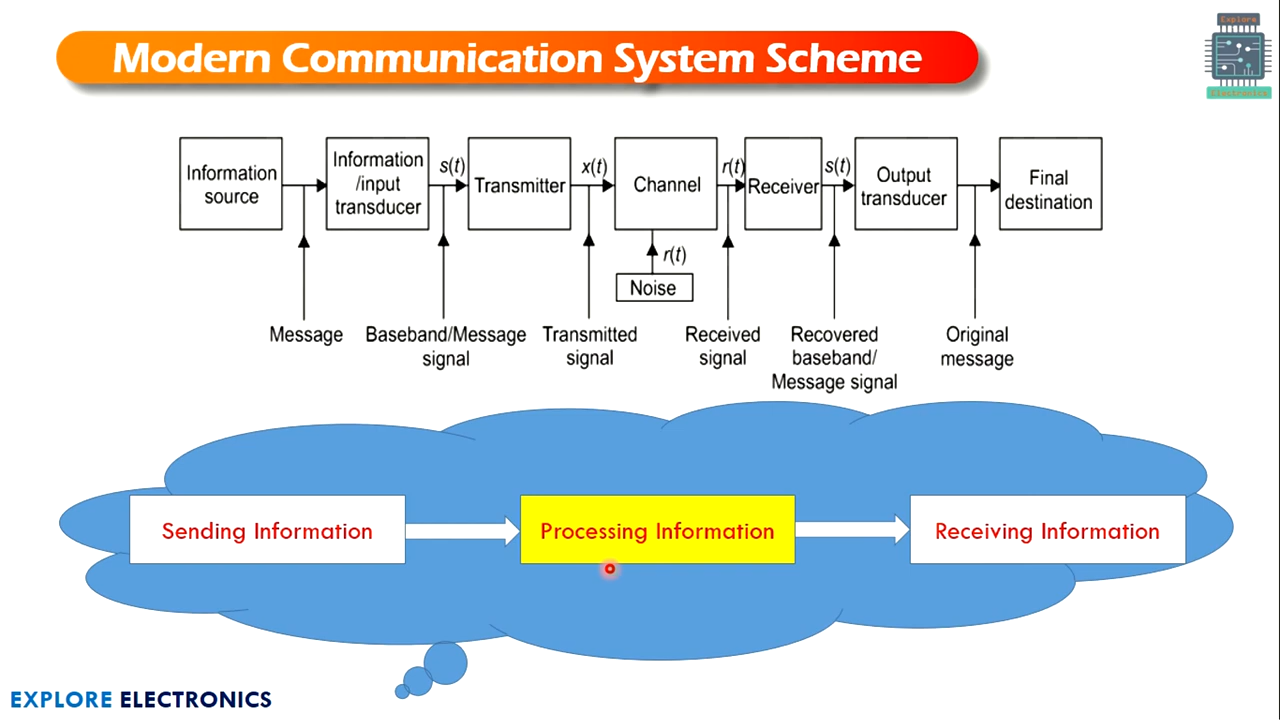 Modern Communication System Scheme
Explore
Electronics
Information
source
Information
/input
transducer
s(t)
Transmitter
x(t)
Channel
r(t)
Receiver
s(t)
Output
transducer
Final
destination
r(t)
Noise
Message
Baseband/Message
signal
Transmitted
signal
Received
signal
Recovered
baseband/
Message signal
Original
message
Sending Information
Processing Information
Receiving Information
EXPLORE ELECTRONICS